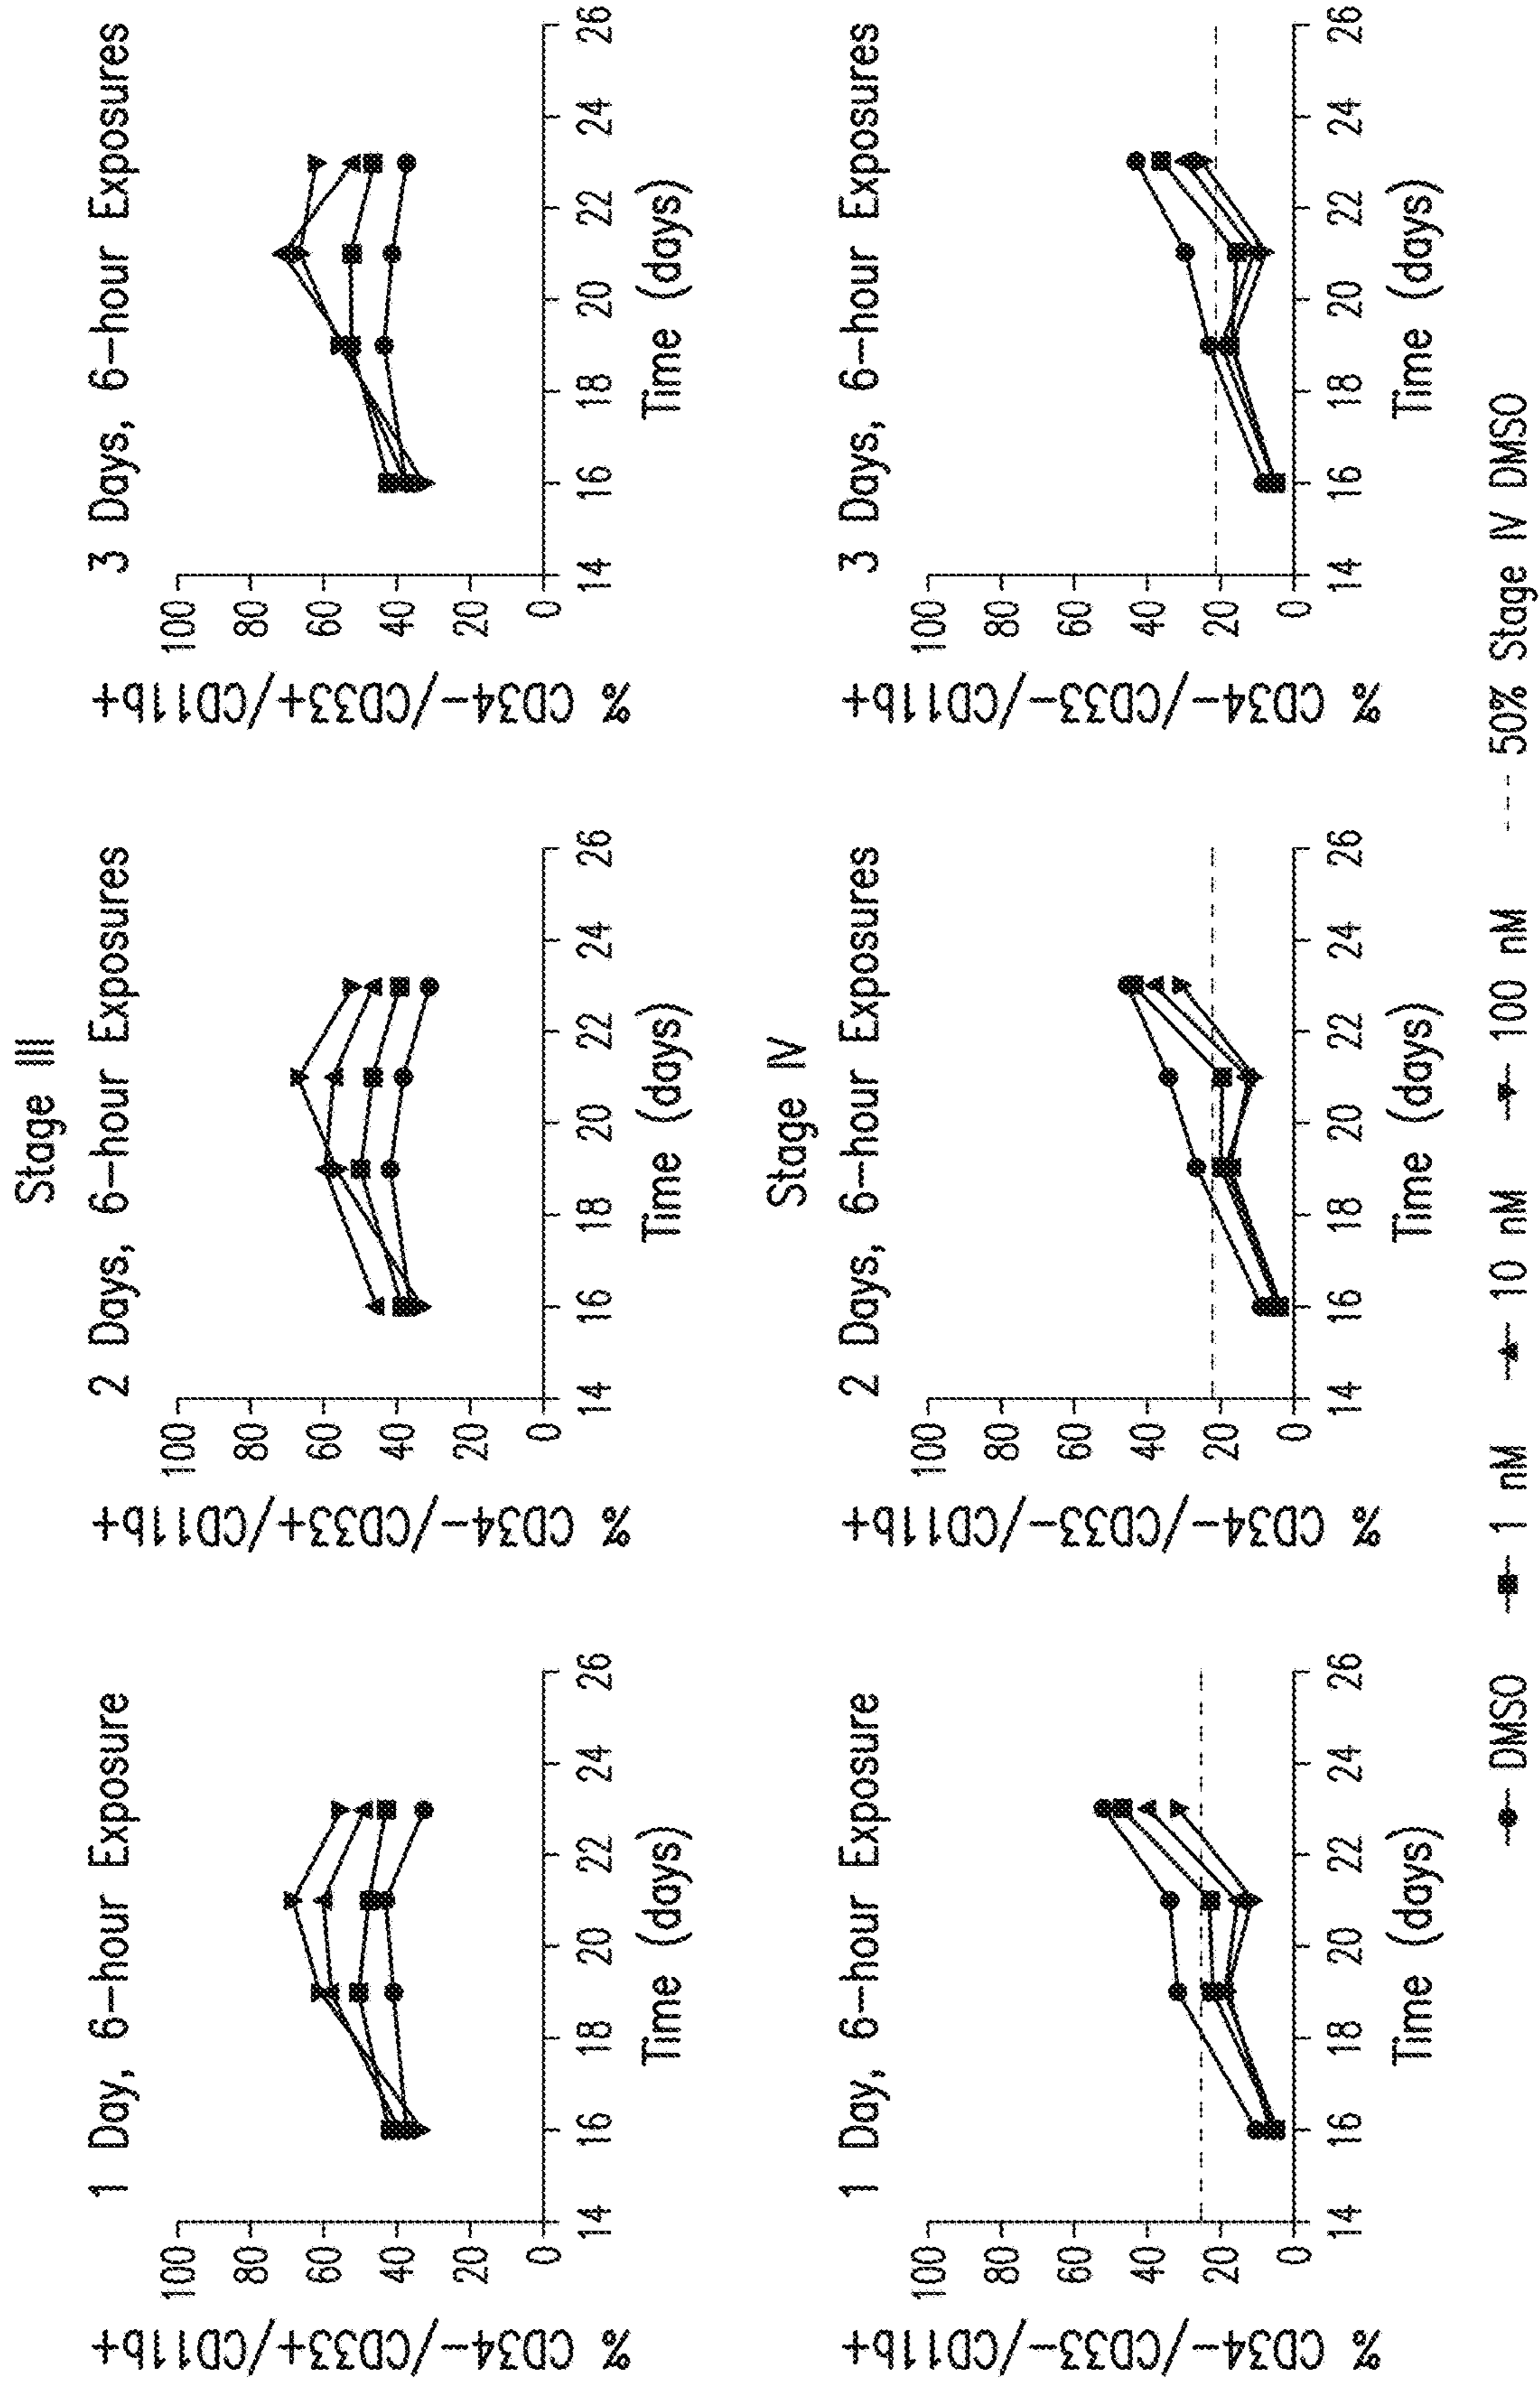 Stage III
1 Day, 6-hour Exposure
% CD34-/CD33+/CD11b+
100
80
60
40
20
0
14 16 18 20 22 24 26
Time (days)
2 Days, 6-hour Exposures
% CD34-/CD33+/CD11b+
100
80
60
40
20
0
14 16 18 20 22 24 26
Time (days)
3 Days, 6-hour Exposures
% CD34-/CD33+/CD11b+
100
80
60
40
20
0
14 16 18 20 22 24 26
Time (days)
Stage IV
1 Day, 6-hour Exposure
% CD34-/CD33-/CD11b+
100
80
60
40
20
0
14 16 18 20 22 24 26
Time (days)
2 Days, 6-hour Exposures
% CD34-/CD33-/CD11b+
100
80
60
40
20
0
14 16 18 20 22 24 26
Time (days)
3 Days, 6-hour Exposures
% CD34-/CD33-/CD11b+
100
80
60
40
20
0
14 16 18 20 22 24 26
Time (days)
DMSO 1 nM 10 nM 100 nM 50% Stage IV DMSO